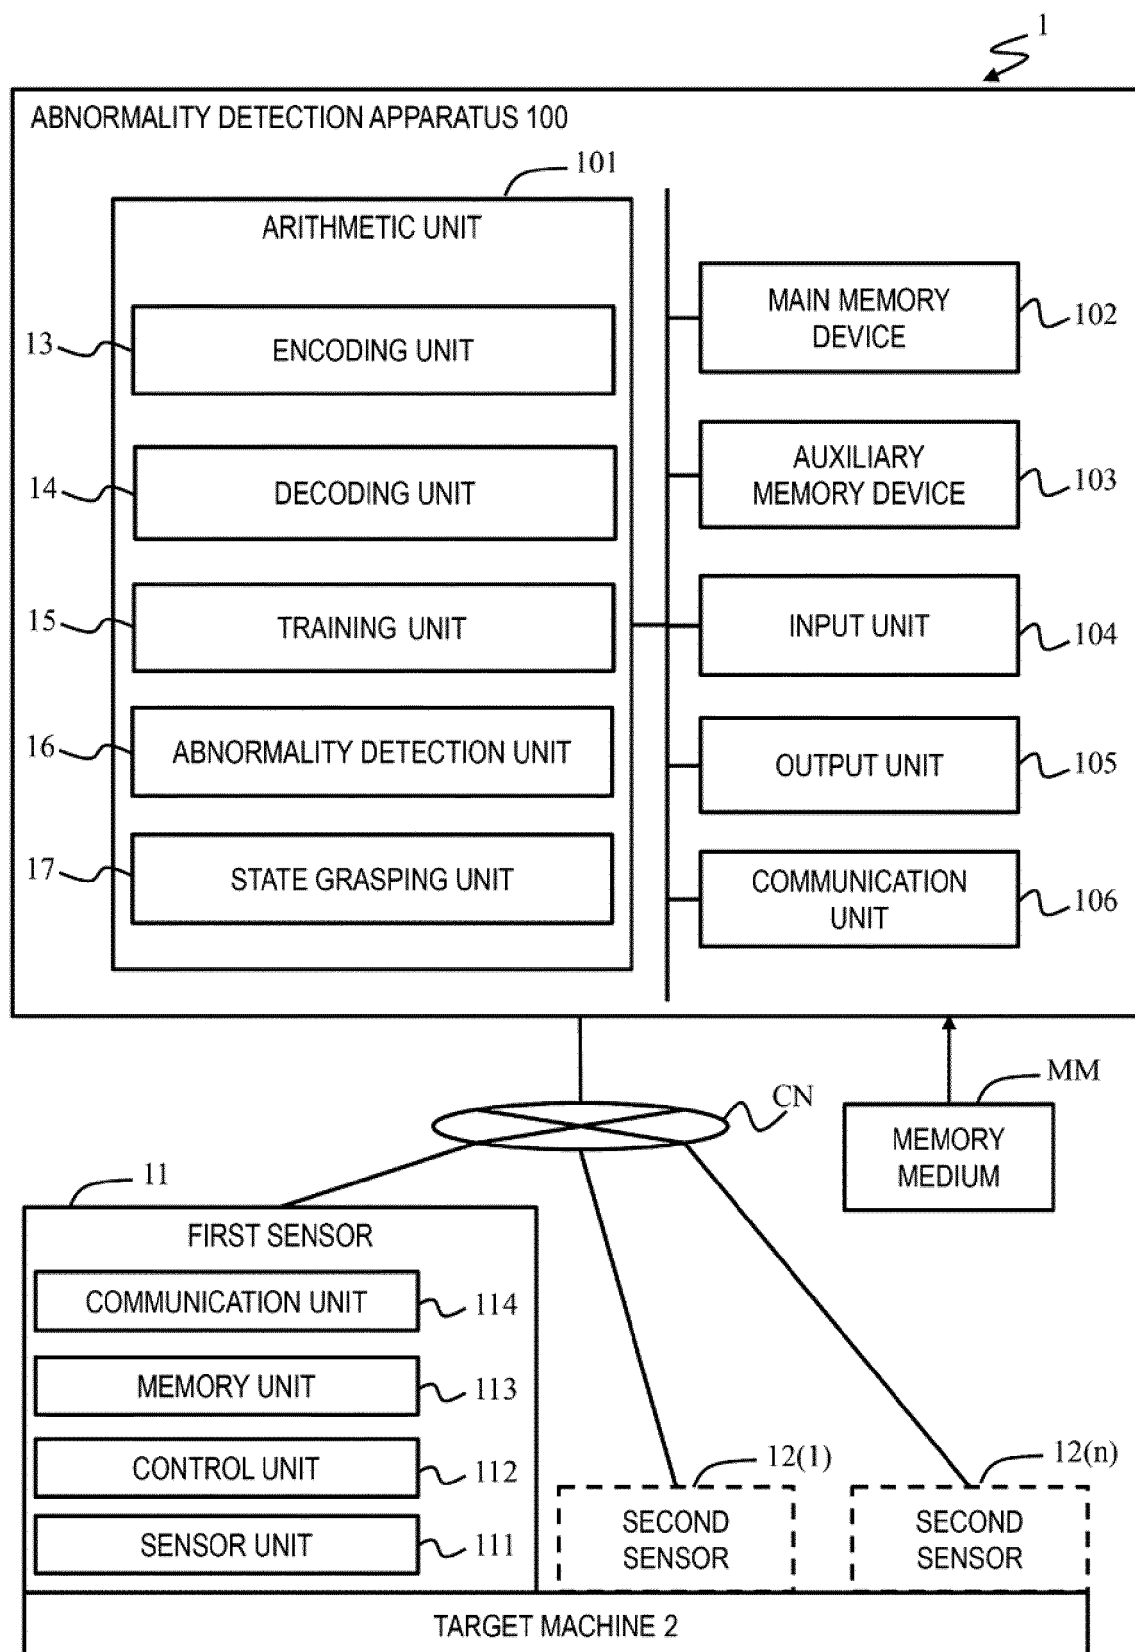 1
ABNORMALITY DETECTION APPARATUS 100
101
ARITHMETIC UNIT
13
ENCODING UNIT
14
DECODING UNIT
15
TRAINING UNIT
16
ABNORMALITY DETECTION UNIT
17
STATE GRASPING UNIT
MAIN MEMORY
DEVICE
102
AUXILIARY
MEMORY DEVICE
103
INPUT UNIT
104
OUTPUT UNIT
105
COMMUNICATION
UNIT
106
CN
MM
MEMORY
MEDIUM
11
FIRST SENSOR
COMMUNICATION UNIT
114
MEMORY UNIT
113
CONTROL UNIT
112
SENSOR UNIT
111
12(1)
SECOND
SENSOR
12(n)
SECOND
SENSOR
TARGET MACHINE 2